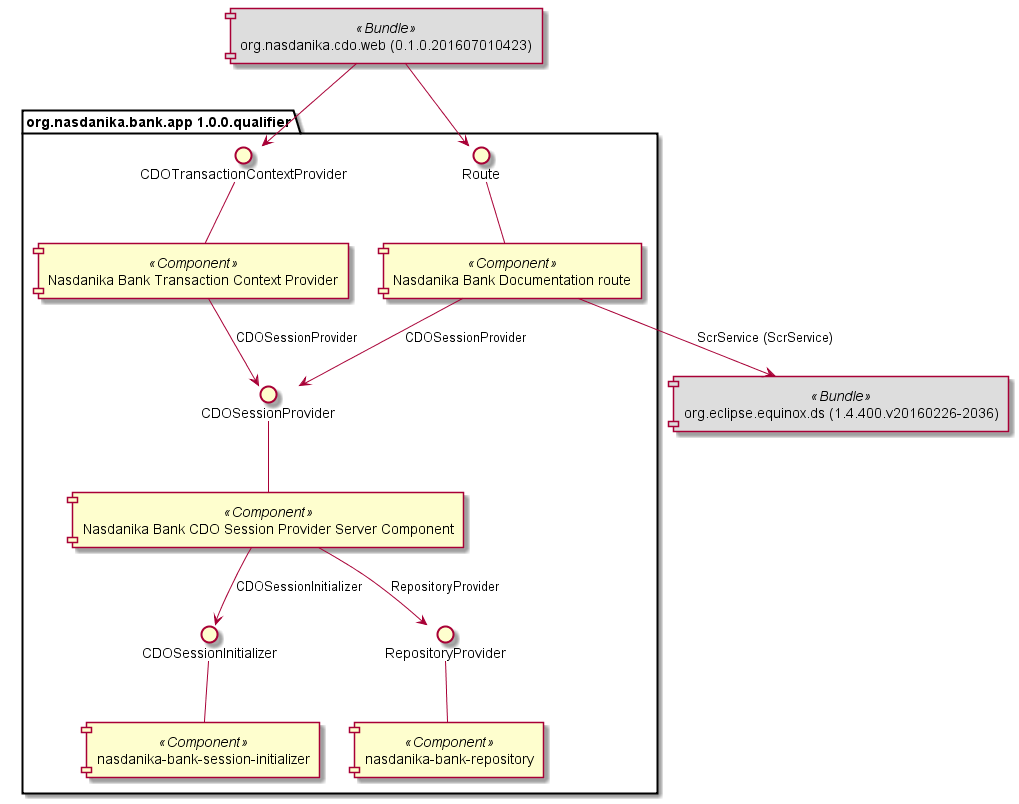 «Bundle»
org.nasdanika.cdo.web (0.1.0.201607010423)
org.nasdanika.bank.app 1.0.0.qualifier
CDOTransactionContextProvider
Route
«Component»
Nasdanika Bank Transaction Context Provider
«Component»
Nasdanika Bank Documentation route
CDOSessionProvider
CDOSessionProvider
ScrService (ScrService)
«Bundle»
org.eclipse.equinox.ds (1.4.400.v20160226-2036)
CDOSessionProvider
«Component»
Nasdanika Bank CDO Session Provider Server Component
CDOSessionInitializer
RepositoryProvider
CDOSessionInitializer
RepositoryProvider
«Component»
nasdanika-bank-session-initializer
«Component»
nasdanika-bank-repository